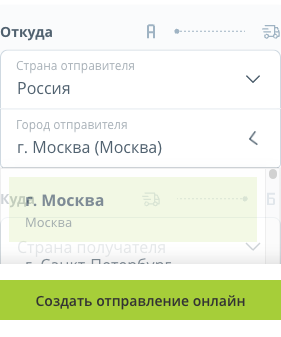 Откуда А
Страна отправителя
Россия
Город отправителя
г. Москва (Москва)
Куда Б
г. Москва
Москва
Страна получателя
г. Санкт-Петербург
Создать отправление онлайн